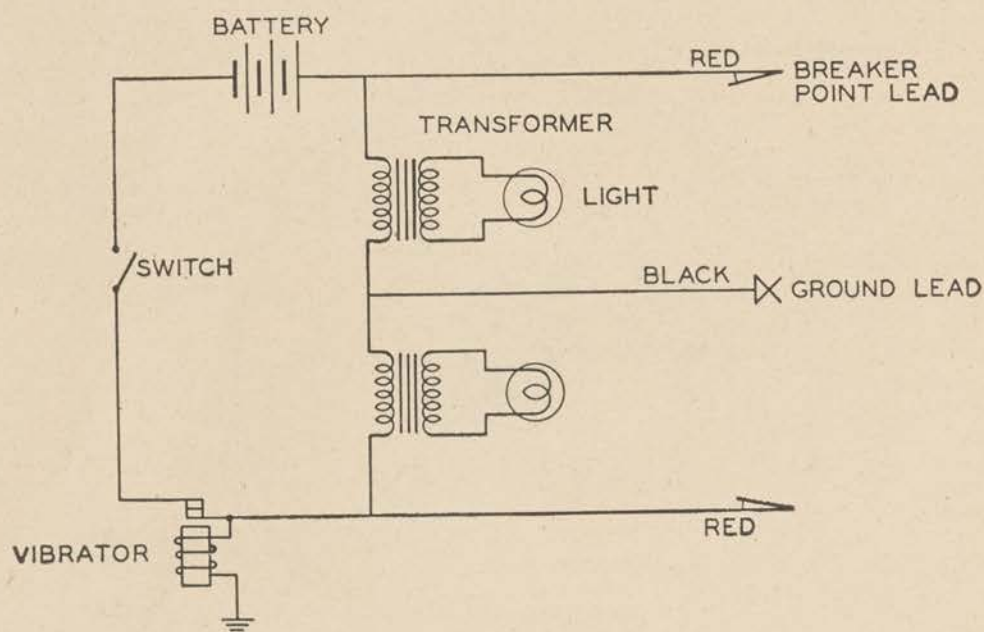 BATTERY
RED
BREAKER
POINT LEAD
TRANSFORMER
LIGHT
SWITCH
BLACK
GROUND LEAD
RED
VIBRATOR